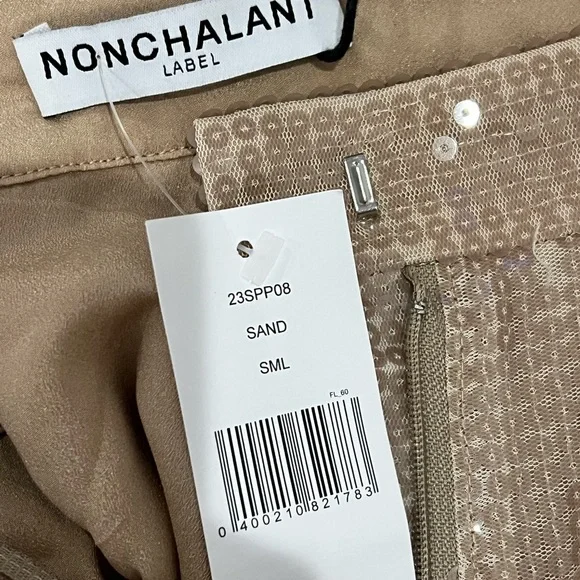 NONCHALANT
LABEL
23SPP08
SAND
SML
FL_60
0 400210 821783